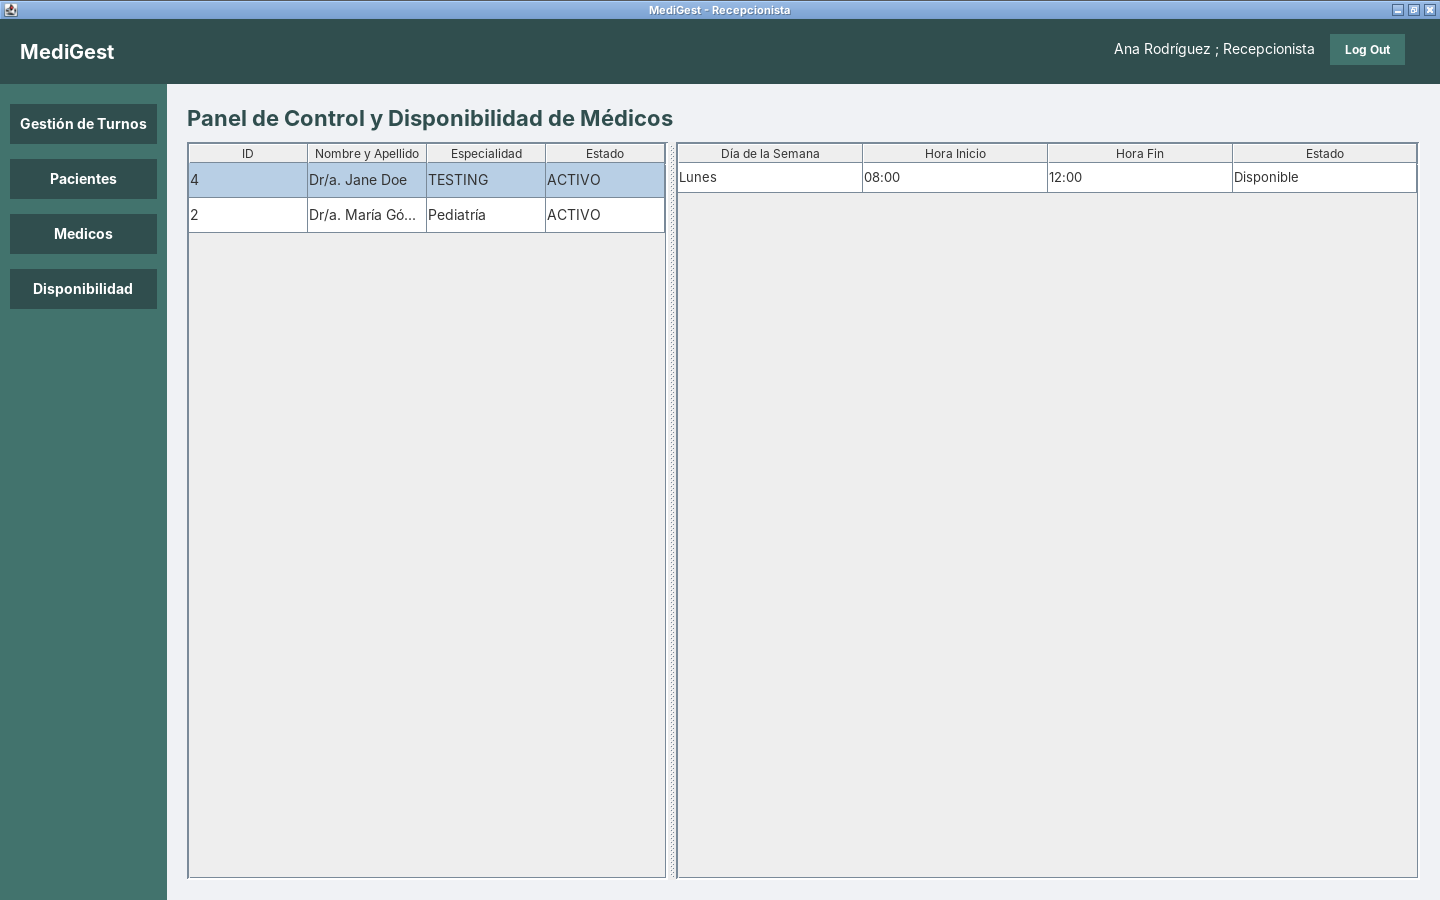 MediGest - Recepcionista
MediGest
Ana Rodríguez ; Recepcionista
Log Out
Gestión de Turnos
Pacientes
Medicos
Disponibilidad
Panel de Control y Disponibilidad de Médicos
ID Nombre y Apellido Especialidad Estado
4 Dr/a. Jane Doe TESTING ACTIVO
2 Dr/a. María Gó... Pediatría ACTIVO
Día de la Semana Hora Inicio Hora Fin Estado
Lunes 08:00 12:00 Disponible